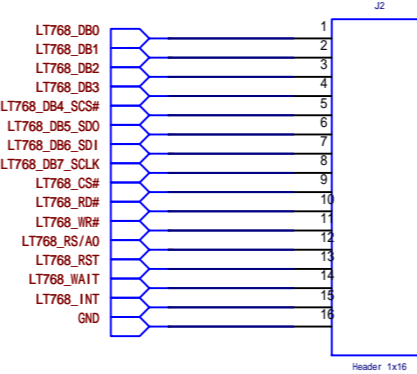 J2
LT768_DB0 1
LT768_DB1 2
LT768_DB2 3
LT768_DB3 4
LT768_DB4_SCS# 5
LT768_DB5_SDO 6
LT768_DB6_SDI 7
LT768_DB7_SCLK 8
LT768_CS# 9
LT768_RD# 10
LT768_WR# 11
LT768_RS/A0 12
LT768_RST 13
LT768_WAIT 14
LT768_INT 15
GND 16
Header 1x16